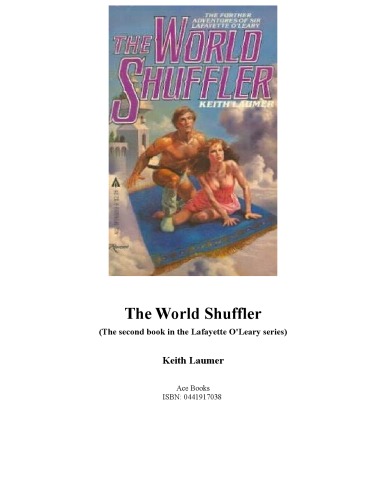 THE FURTHER
ADVENTURES OF SIR
LAFAYETTE O'LEARY
THE WORLD
SHUFFLER
KEITH LAUMER
The World Shuffler
(The second book in the Lafayette O'Leary series)
Keith Laumer
Ace Books
ISBN: 0441917038